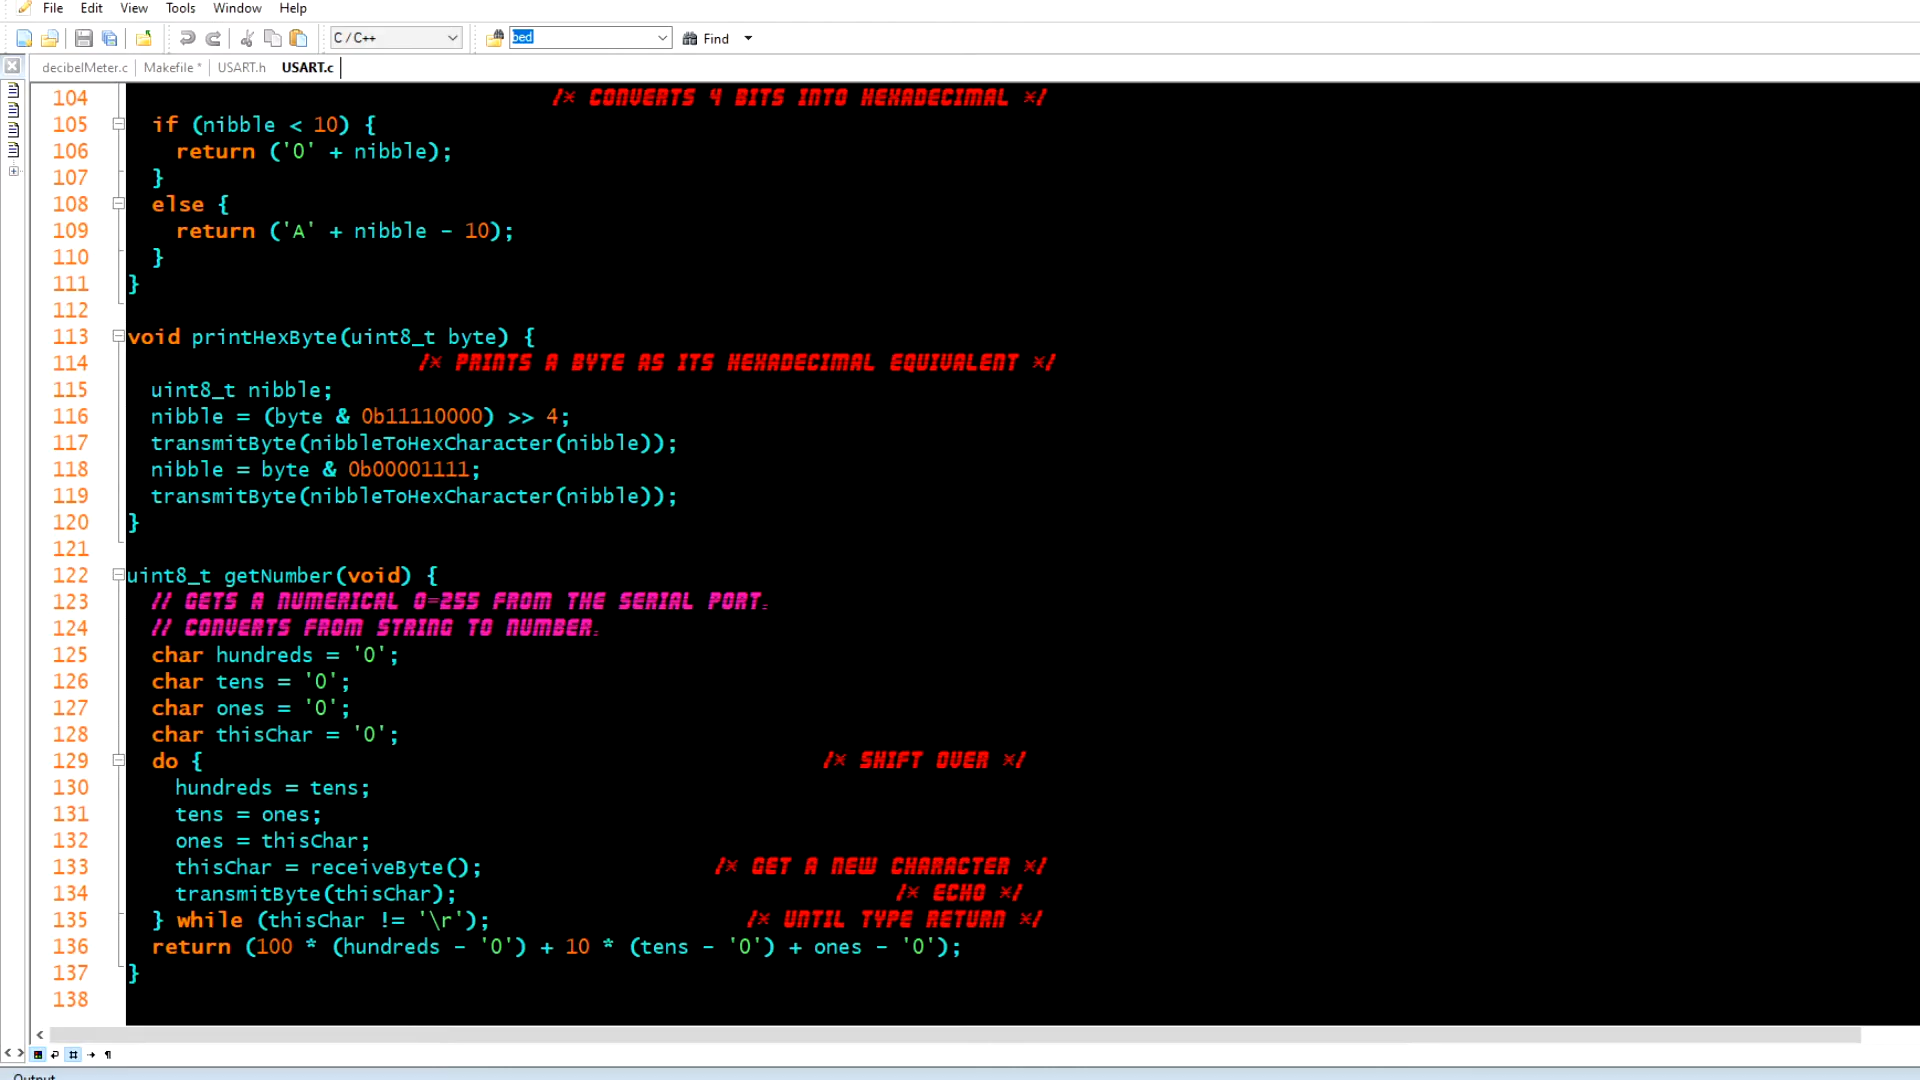 File Edit View Tools Window Help
C / C++ bed Find
decibelMeter.c Makefile * USART.h USART.c
104 /* CONVERTS 4 BITS INTO HEXADECIMAL */
105 if (nibble < 10) {
106 return ('0' + nibble);
107 }
108 else {
109 return ('A' + nibble - 10);
110 }
111 }
112
113 void printHexByte(uint8_t byte) {
114 /* PRINTS A BYTE AS ITS HEXADECIMAL EQUIVALENT */
115 uint8_t nibble;
116 nibble = (byte & 0b11110000) >> 4;
117 transmitByte(nibbleToHexCharacter(nibble));
118 nibble = byte & 0b00001111;
119 transmitByte(nibbleToHexCharacter(nibble));
120 }
121
122 uint8_t getNumber(void) {
123 // GETS A NUMERICAL 0-255 FROM THE SERIAL PORT.
124 // CONVERTS FROM STRING TO NUMBER.
125 char hundreds = '0';
126 char tens = '0';
127 char ones = '0';
128 char thisChar = '0';
129 do { /* SHIFT OVER */
130 hundreds = tens;
131 tens = ones;
132 ones = thisChar;
133 thisChar = receiveByte(); /* GET A NEW CHARACTER */
134 transmitByte(thisChar); /* ECHO */
135 } while (thisChar != '\r'); /* UNTIL TYPE RETURN */
136 return (100 * (hundreds - '0') + 10 * (tens - '0') + ones - '0');
137 }
138
Output